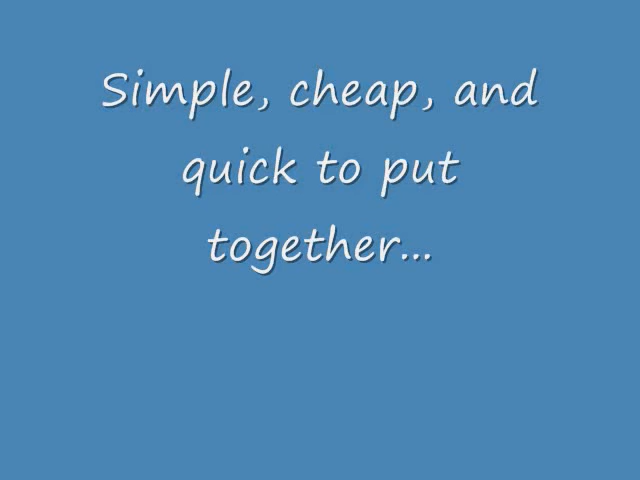 Simple, cheap, and
quick to put
together...